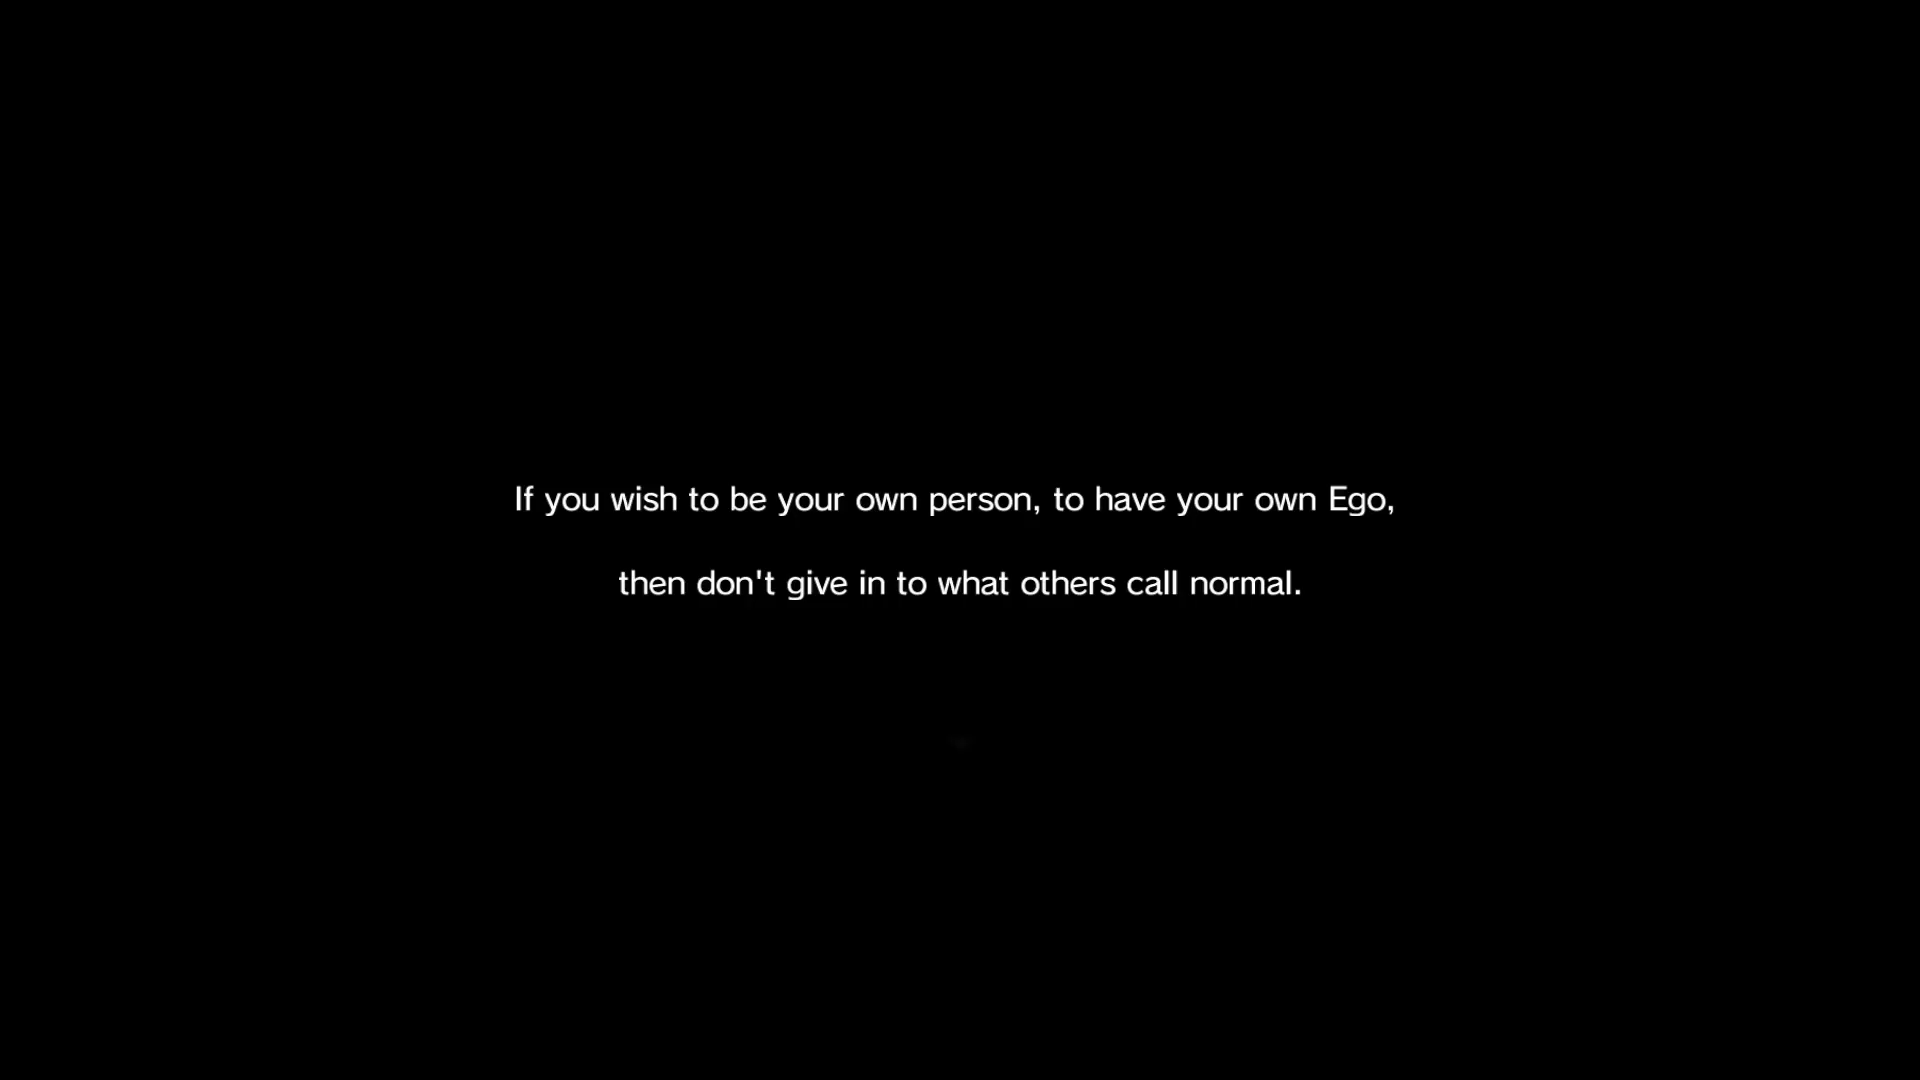 If you wish to be your own person, to have your own Ego,
then don't give in to what others call normal.